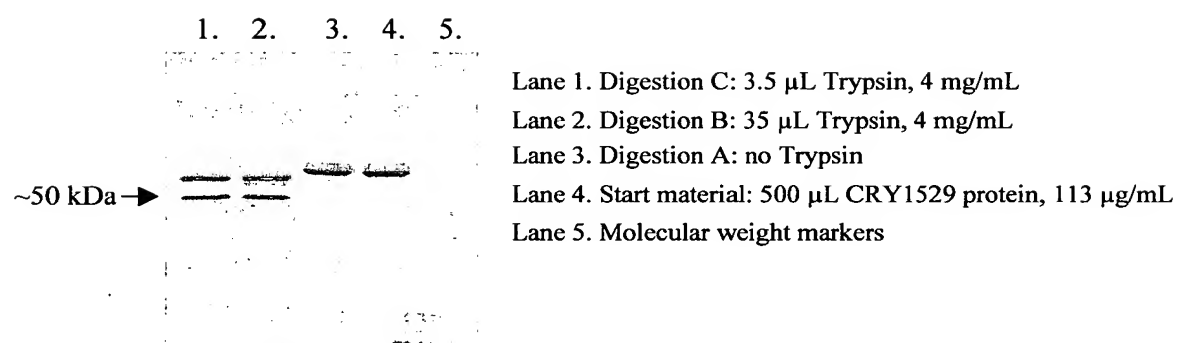 1. 2. 3. 4. 5.
Lane 1. Digestion C: 3.5 µL Trypsin, 4 mg/mL
Lane 2. Digestion B: 35 µL Trypsin, 4 mg/mL
Lane 3. Digestion A: no Trypsin
~50 kDa
Lane 4. Start material: 500 µL CRY1529 protein, 113 µg/mL
Lane 5. Molecular weight markers